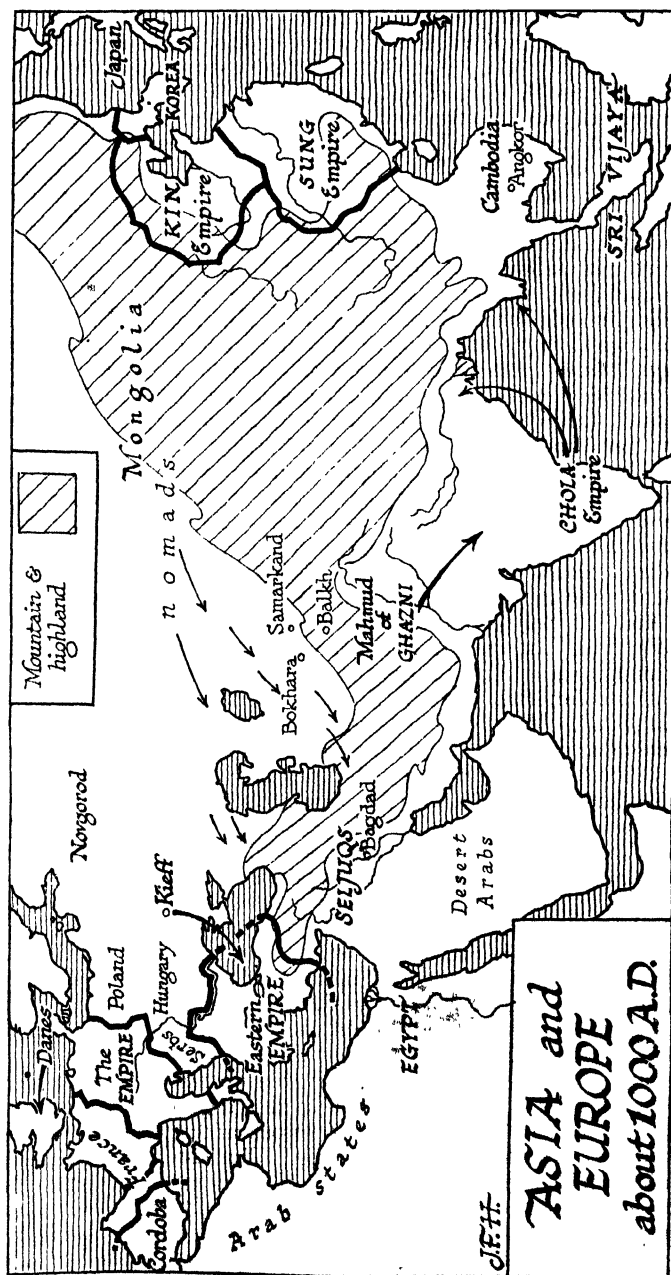 ASIA and
EUROPE
about 1000 A.D.
Mountain &
highland
Danes
Novgorod
The
EMPIRE
Poland
Hungary
Kieff
France
Cordoba
Serbs
Eastern
EMPIRE
Arab states
EGYPT
SELJUQS
Bagdad
Desert
Arabs
nomads
Mongolia
Bokhara
Samarkand
Balkh
Mahmud
of
GHAZNI
CHOLA
Empire
KIN
Empire
SUNG
Empire
KOREA
Japan
Cambodia
Angkor
SRI-VIJAYA
J.F.H.